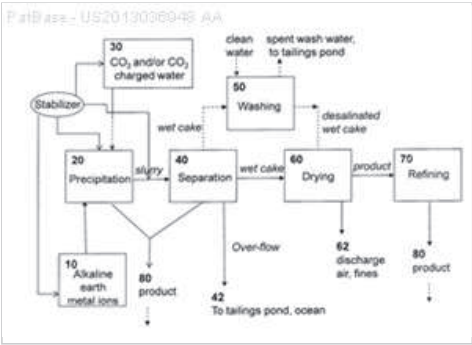 PatBase - US2013036948 AA
30
CO2 and/or CO2
charged water
clean
water
spent wash water,
to tailings pond
50
Washing
Stabilizer
wet cake
desalinated
wet cake
20
Precipitation
slurry
40
Separation
wet cake
60
Drying
product
70
Refining
10
Alkaline
earth
metal ions
80
product
Over-flow
42
To tailings pond, ocean
62
discharge
air, fines
80
product